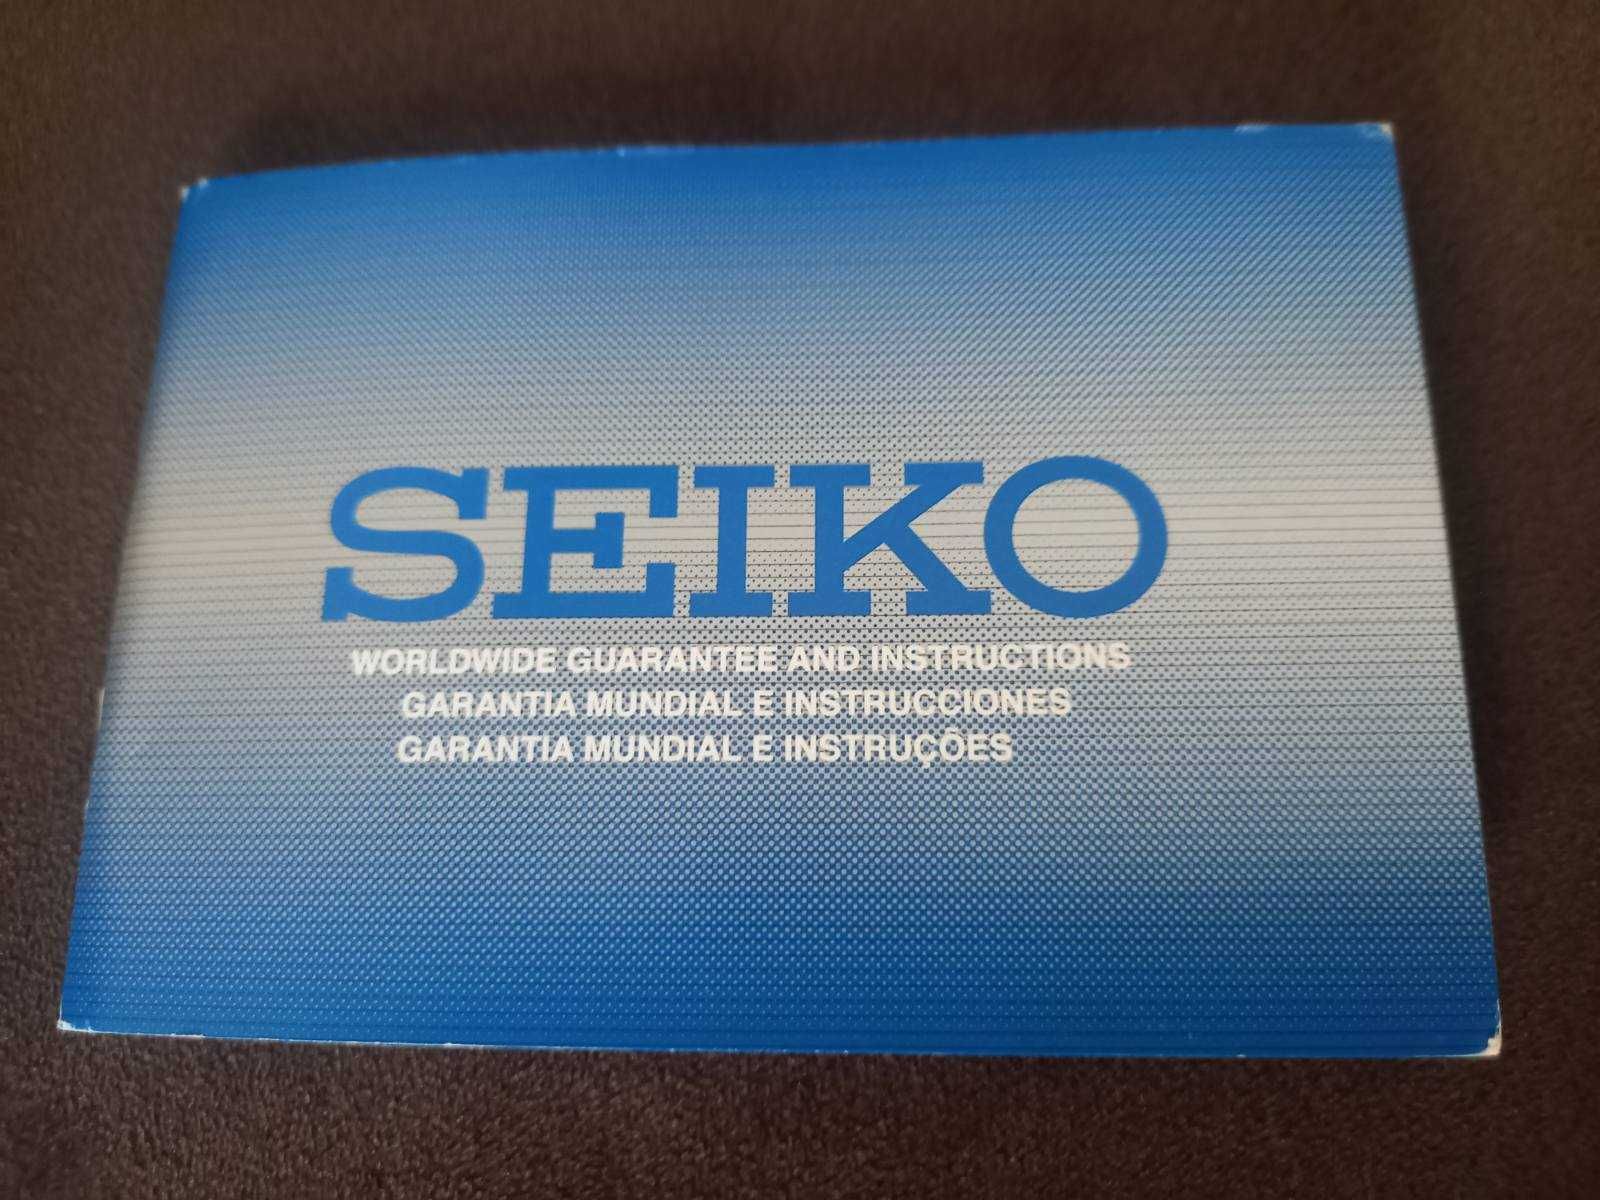 SEIKO
WORLDWIDE GUARANTEE AND INSTRUCTIONS
GARANTIA MUNDIAL E INSTRUCCIONES
GARANTIA MUNDIAL E INSTRUÇÕES